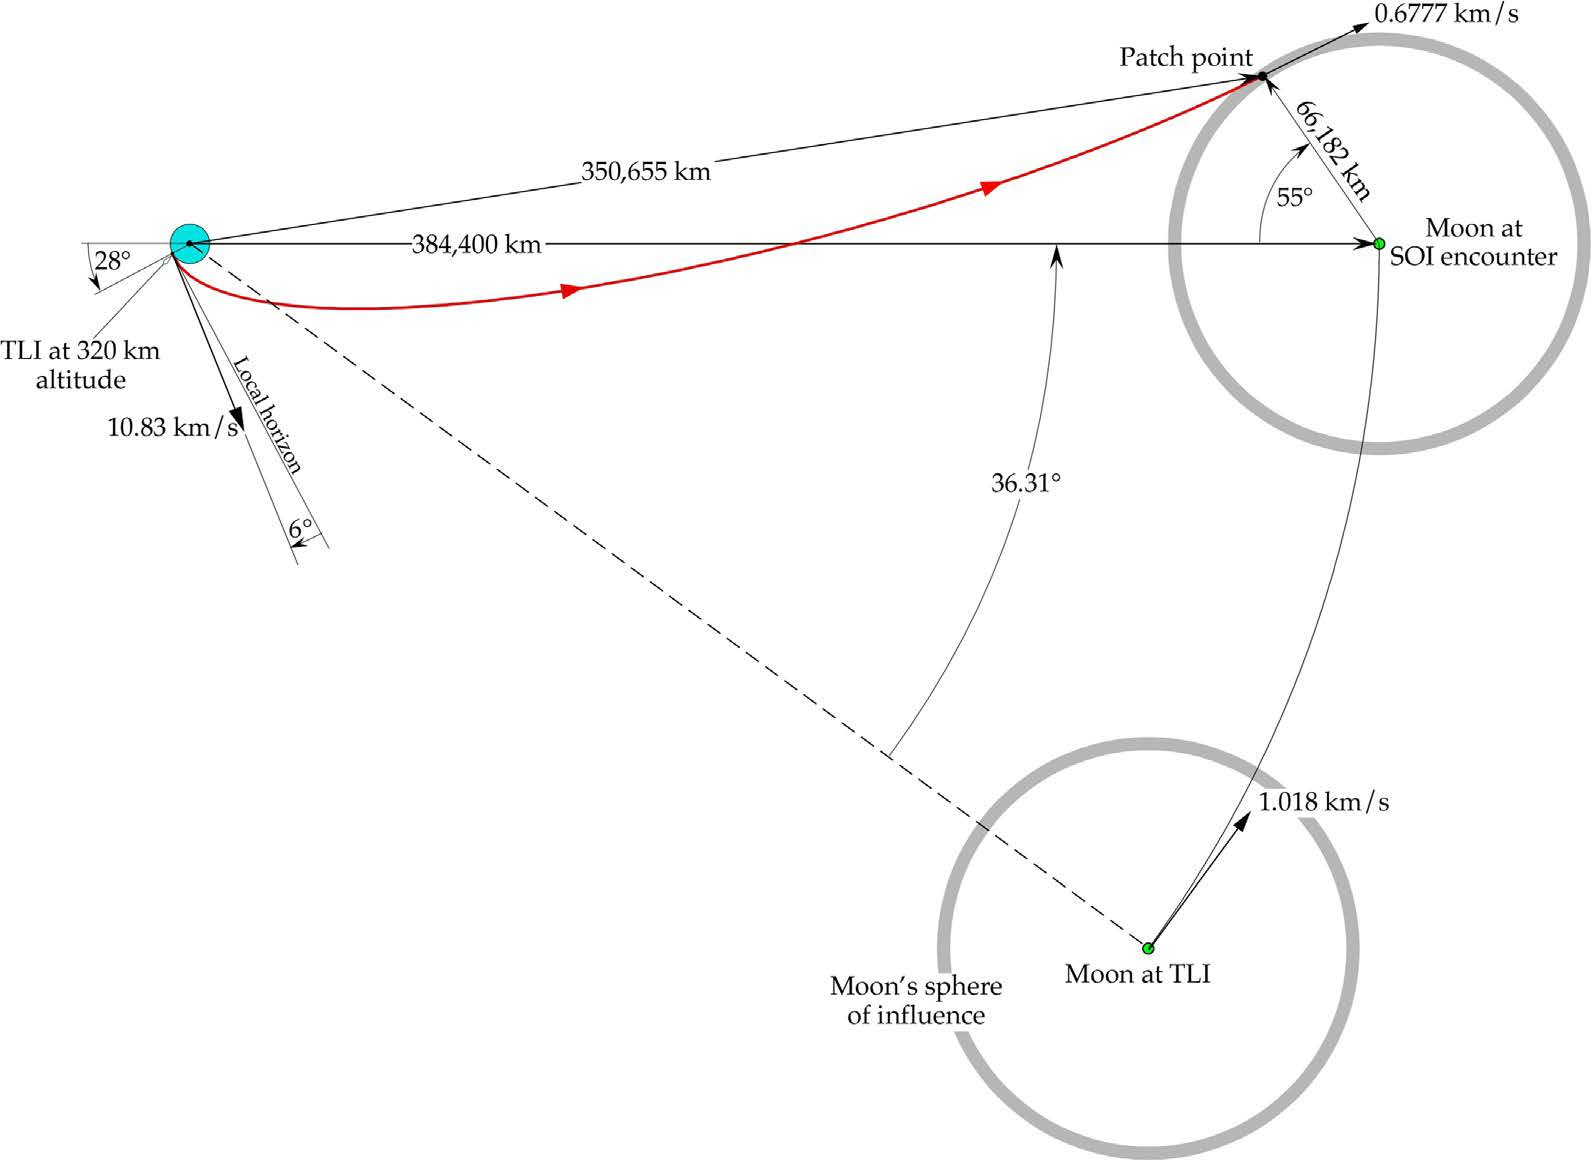 0.6777 km/s
Patch point
66,182 km
350,655 km
55°
Moon at
SOI encounter
384,400 km
28°
TLI at 320 km
altitude
Local horizon
10.83 km/s
6°
36.31°
1.018 km/s
Moon at TLI
Moon's sphere
of influence